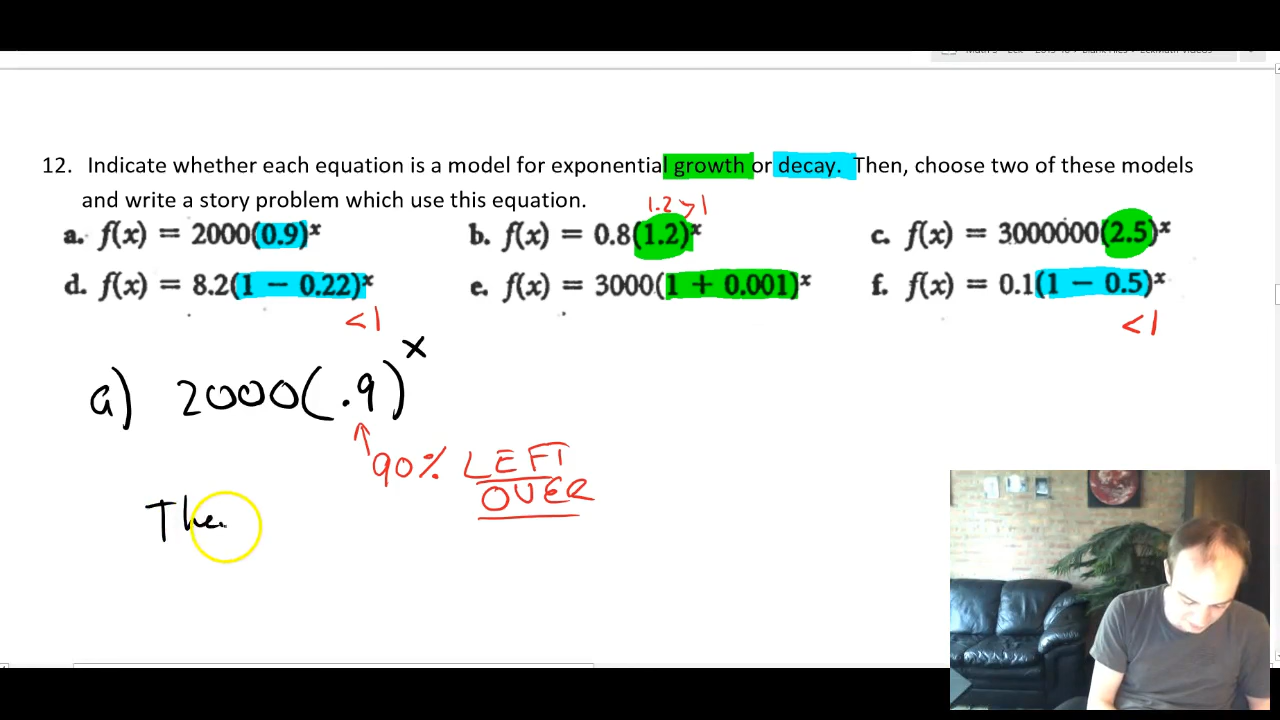 12. Indicate whether each equation is a model for exponential growth or decay. Then, choose two of these models
and write a story problem which use this equation.
1.2 > 1
a. f(x) = 2000(0.9)ˣ b. f(x) = 0.8(1.2)ˣ c. f(x) = 3000000(2.5)ˣ
d. f(x) = 8.2(1 − 0.22)ˣ e. f(x) = 3000(1 + 0.001)ˣ f. f(x) = 0.1(1 − 0.5)ˣ
<1 <1
a) 2000(.9)ˣ
90% LEFT
OVER
The